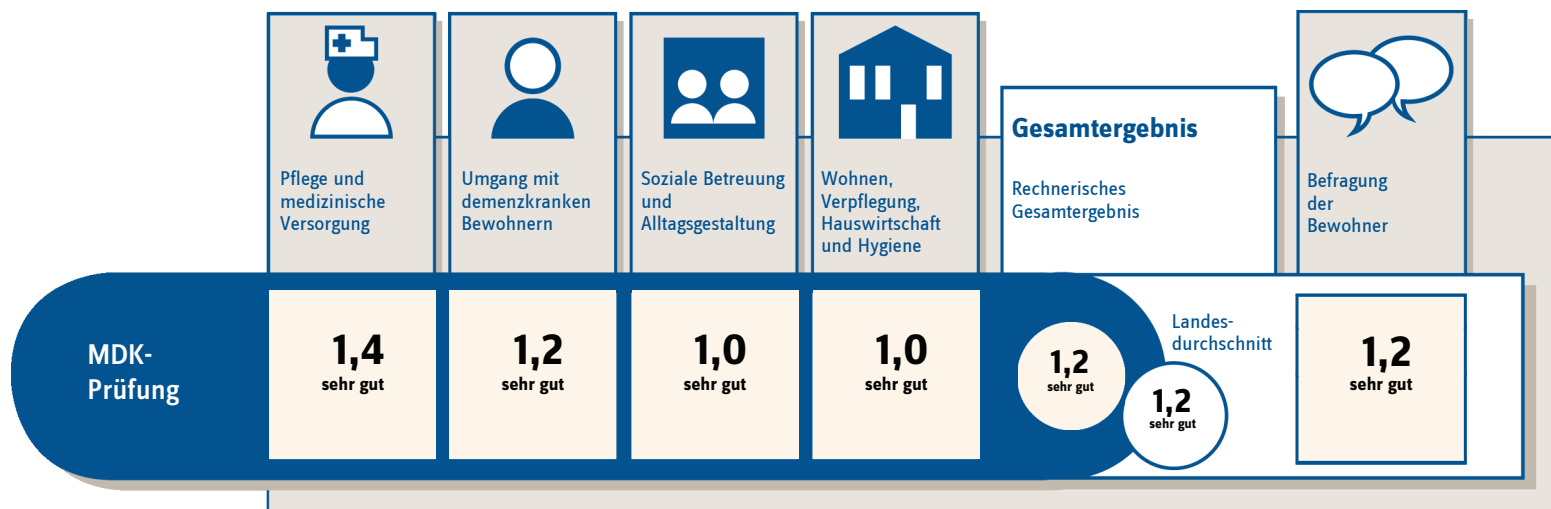 Pflege und
medizinische
Versorgung
Umgang mit
demenzkranken
Bewohnern
Soziale Betreuung
und
Alltagsgestaltung
Wohnen,
Verpflegung,
Hauswirtschaft
und Hygiene
Gesamtergebnis
Rechnerisches
Gesamtergebnis
Befragung
der
Bewohner
MDK-
Prüfung
1,4
sehr gut
1,2
sehr gut
1,0
sehr gut
1,0
sehr gut
1,2
sehr gut
Landes-
durchschnitt
1,2
sehr gut
1,2
sehr gut